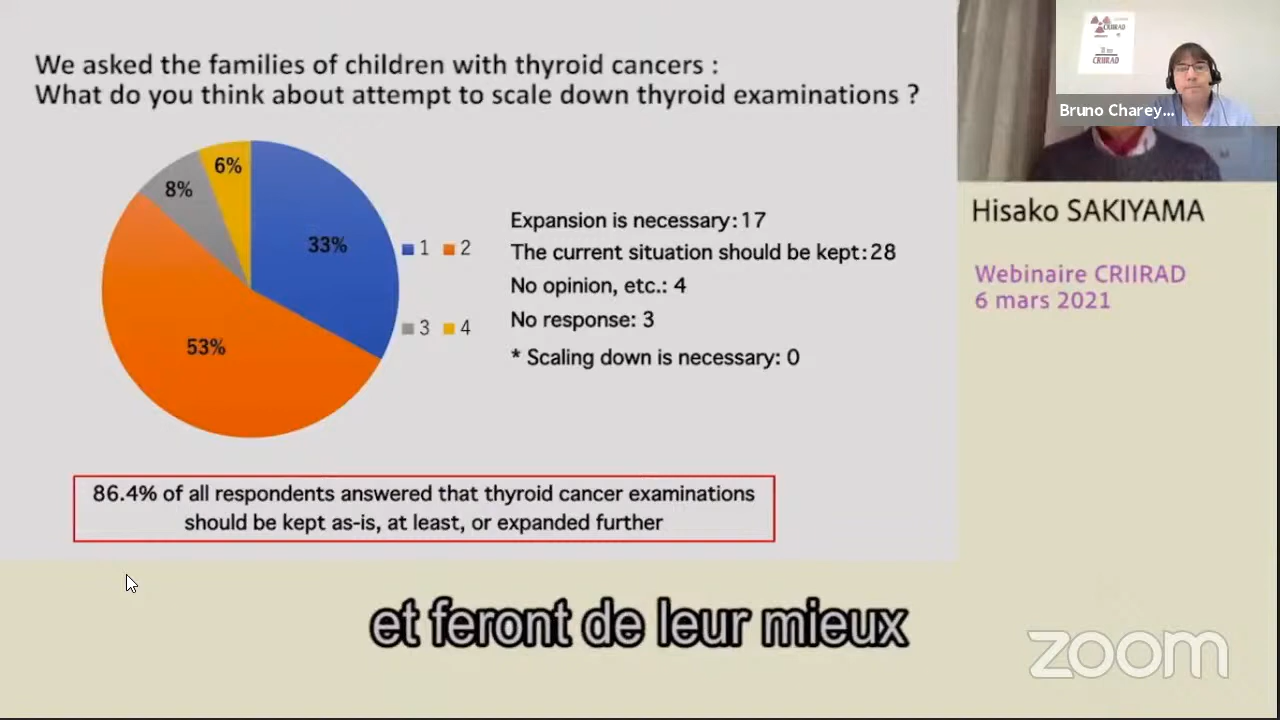 We asked the families of children with thyroid cancers :
What do you think about attempt to scale down thyroid examinations ?
6%
8%
33%
53%
1 2
3 4
Expansion is necessary:17
The current situation should be kept:28
No opinion, etc.: 4
No response: 3
* Scaling down is necessary: 0
86.4% of all respondents answered that thyroid cancer examinations
should be kept as-is, at least, or expanded further
CRIIRAD
CRIIRAD
Bruno Charey...
Hisako SAKIYAMA
Webinaire CRIIRAD
6 mars 2021
et feront de leur mieux
zoom